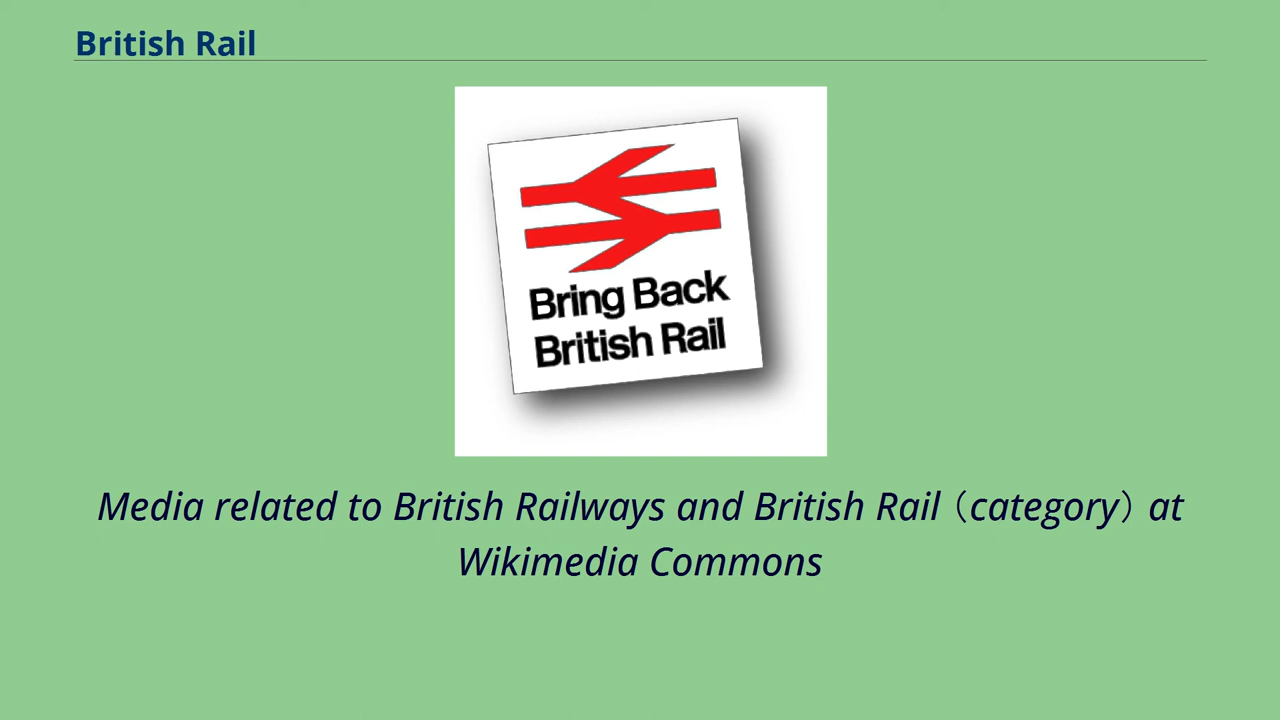 British Rail
Bring Back
British Rail
Media related to British Railways and British Rail（category）at
Wikimedia Commons